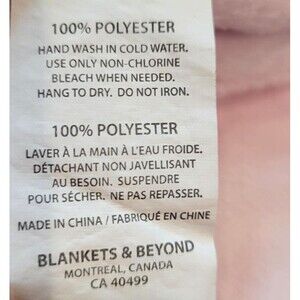 100% POLYESTER
HAND WASH IN COLD WATER.
USE ONLY NON-CHLORINE
BLEACH WHEN NEEDED.
HANG TO DRY. DO NOT IRON.
100% POLYESTER
LAVER À LA MAIN À L'EAU FROIDE.
DÉTACHANT NON JAVELLISANT
AU BESOIN. SUSPENDRE
POUR SÉCHER. NE PAS REPASSER.
MADE IN CHINA / FABRIQUÉ EN CHINE
BLANKETS & BEYOND
MONTREAL, CANADA
CA 40499